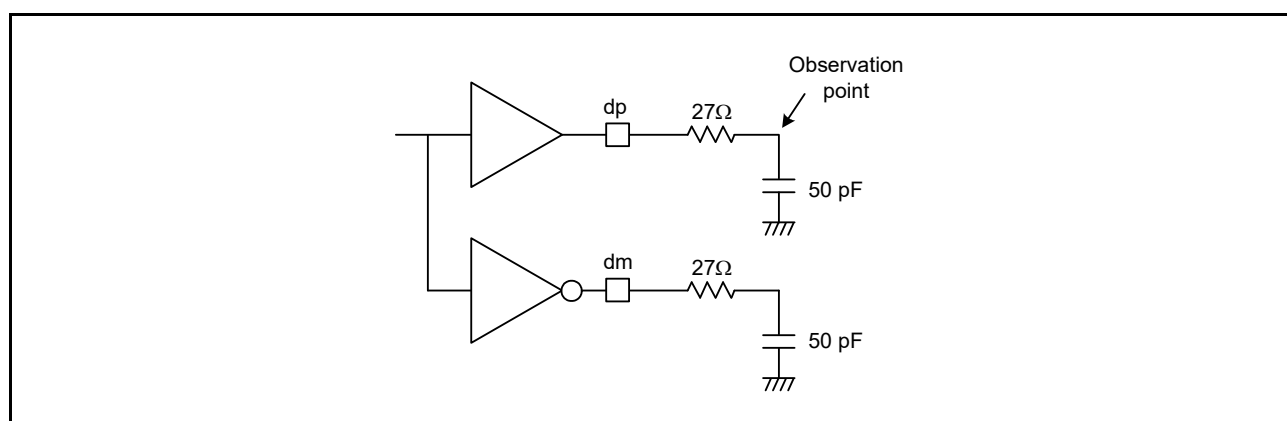 Observation
point
dp
27Ω
50 pF
dm
27Ω
50 pF